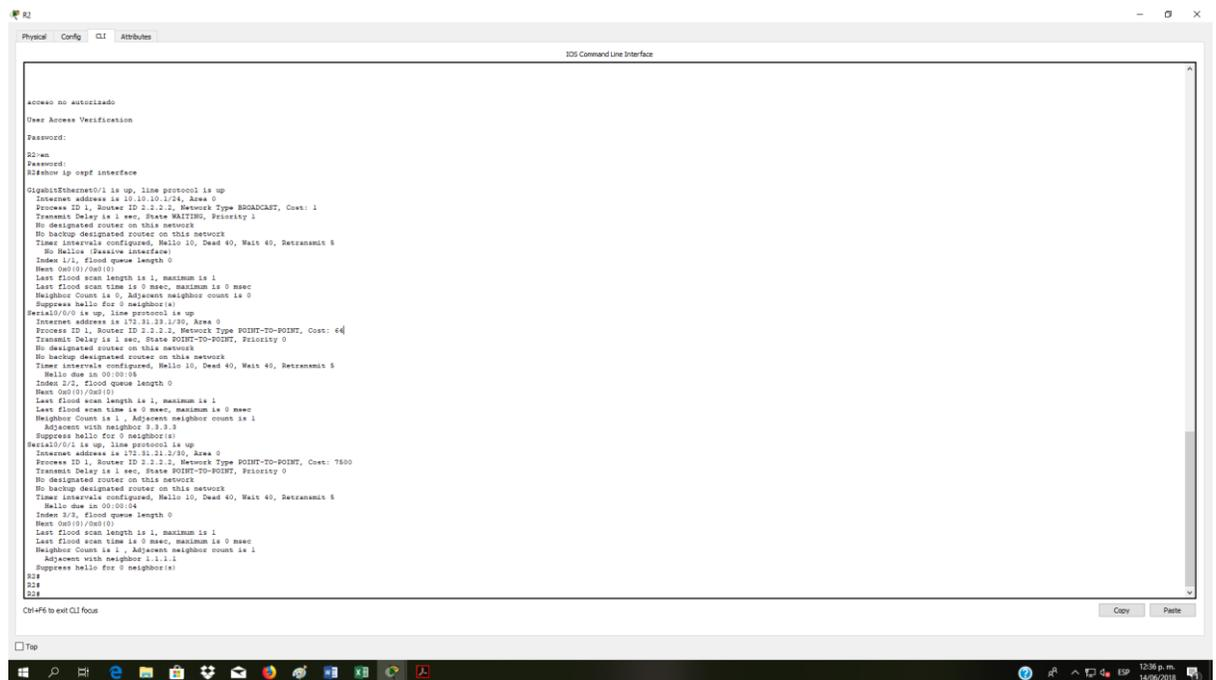 R2
Physical Config CLI Attributes
IOS Command Line Interface
acceso no autorizado
User Access Verification
Password:
R2>en
Password:
R2#show ip ospf interface
GigabitEthernet0/1 is up, line protocol is up
Internet address is 10.10.10.1/24, Area 0
Process ID 1, Router ID 2.2.2.2, Network Type BROADCAST, Cost: 1
Transmit Delay is 1 sec, State WAITING, Priority 1
No designated router on this network
No backup designated router on this network
Timer intervals configured, Hello 10, Dead 40, Wait 40, Retransmit 5
No Hellos (Passive interface)
Index 1/1, flood queue length 0
Next 0x0(0)/0x0(0)
Last flood scan length is 1, maximum is 1
Last flood scan time is 0 msec, maximum is 0 msec
Neighbor Count is 0, Adjacent neighbor count is 0
Suppress hello for 0 neighbor(s)
Serial0/0/0 is up, line protocol is up
Internet address is 172.31.23.1/30, Area 0
Process ID 1, Router ID 2.2.2.2, Network Type POINT-TO-POINT, Cost: 64
Transmit Delay is 1 sec, State POINT-TO-POINT, Priority 0
No designated router on this network
No backup designated router on this network
Timer intervals configured, Hello 10, Dead 40, Wait 40, Retransmit 5
Hello due in 00:00:05
Index 2/2, flood queue length 0
Next 0x0(0)/0x0(0)
Last flood scan length is 1, maximum is 1
Last flood scan time is 0 msec, maximum is 0 msec
Neighbor Count is 1 , Adjacent neighbor count is 1
Adjacent with neighbor 3.3.3.3
Suppress hello for 0 neighbor(s)
Serial0/0/1 is up, line protocol is up
Internet address is 172.31.21.2/30, Area 0
Process ID 1, Router ID 2.2.2.2, Network Type POINT-TO-POINT, Cost: 7500
Transmit Delay is 1 sec, State POINT-TO-POINT, Priority 0
No designated router on this network
No backup designated router on this network
Timer intervals configured, Hello 10, Dead 40, Wait 40, Retransmit 5
Hello due in 00:00:04
Index 3/3, flood queue length 0
Next 0x0(0)/0x0(0)
Last flood scan length is 1, maximum is 1
Last flood scan time is 0 msec, maximum is 0 msec
Neighbor Count is 1 , Adjacent neighbor count is 1
Adjacent with neighbor 1.1.1.1
Suppress hello for 0 neighbor(s)
R2#
R2#
R2#
Ctrl+F6 to exit CLI focus
Copy Paste
Top
ESP
12:36 p. m.
14/06/2018